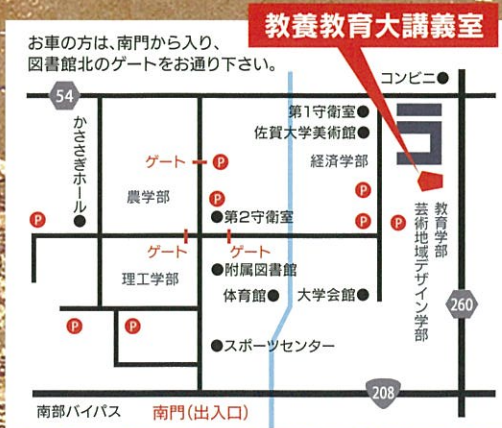 教養教育大講義室
お車の方は、南門から入り、
図書館北のゲートをお通り下さい。
コンビニ
54
第1守衛室
佐賀大学美術館
かささぎホール
ゲート
P
経済学部
農学部
P
P
P
P
第2守衛室
P
P
教育学部
芸術地域デザイン学部
ゲート
ゲート
附属図書館
理工学部
体育館
大学会館
260
P
P
スポーツセンター
208
南部バイパス
南門(出入口)